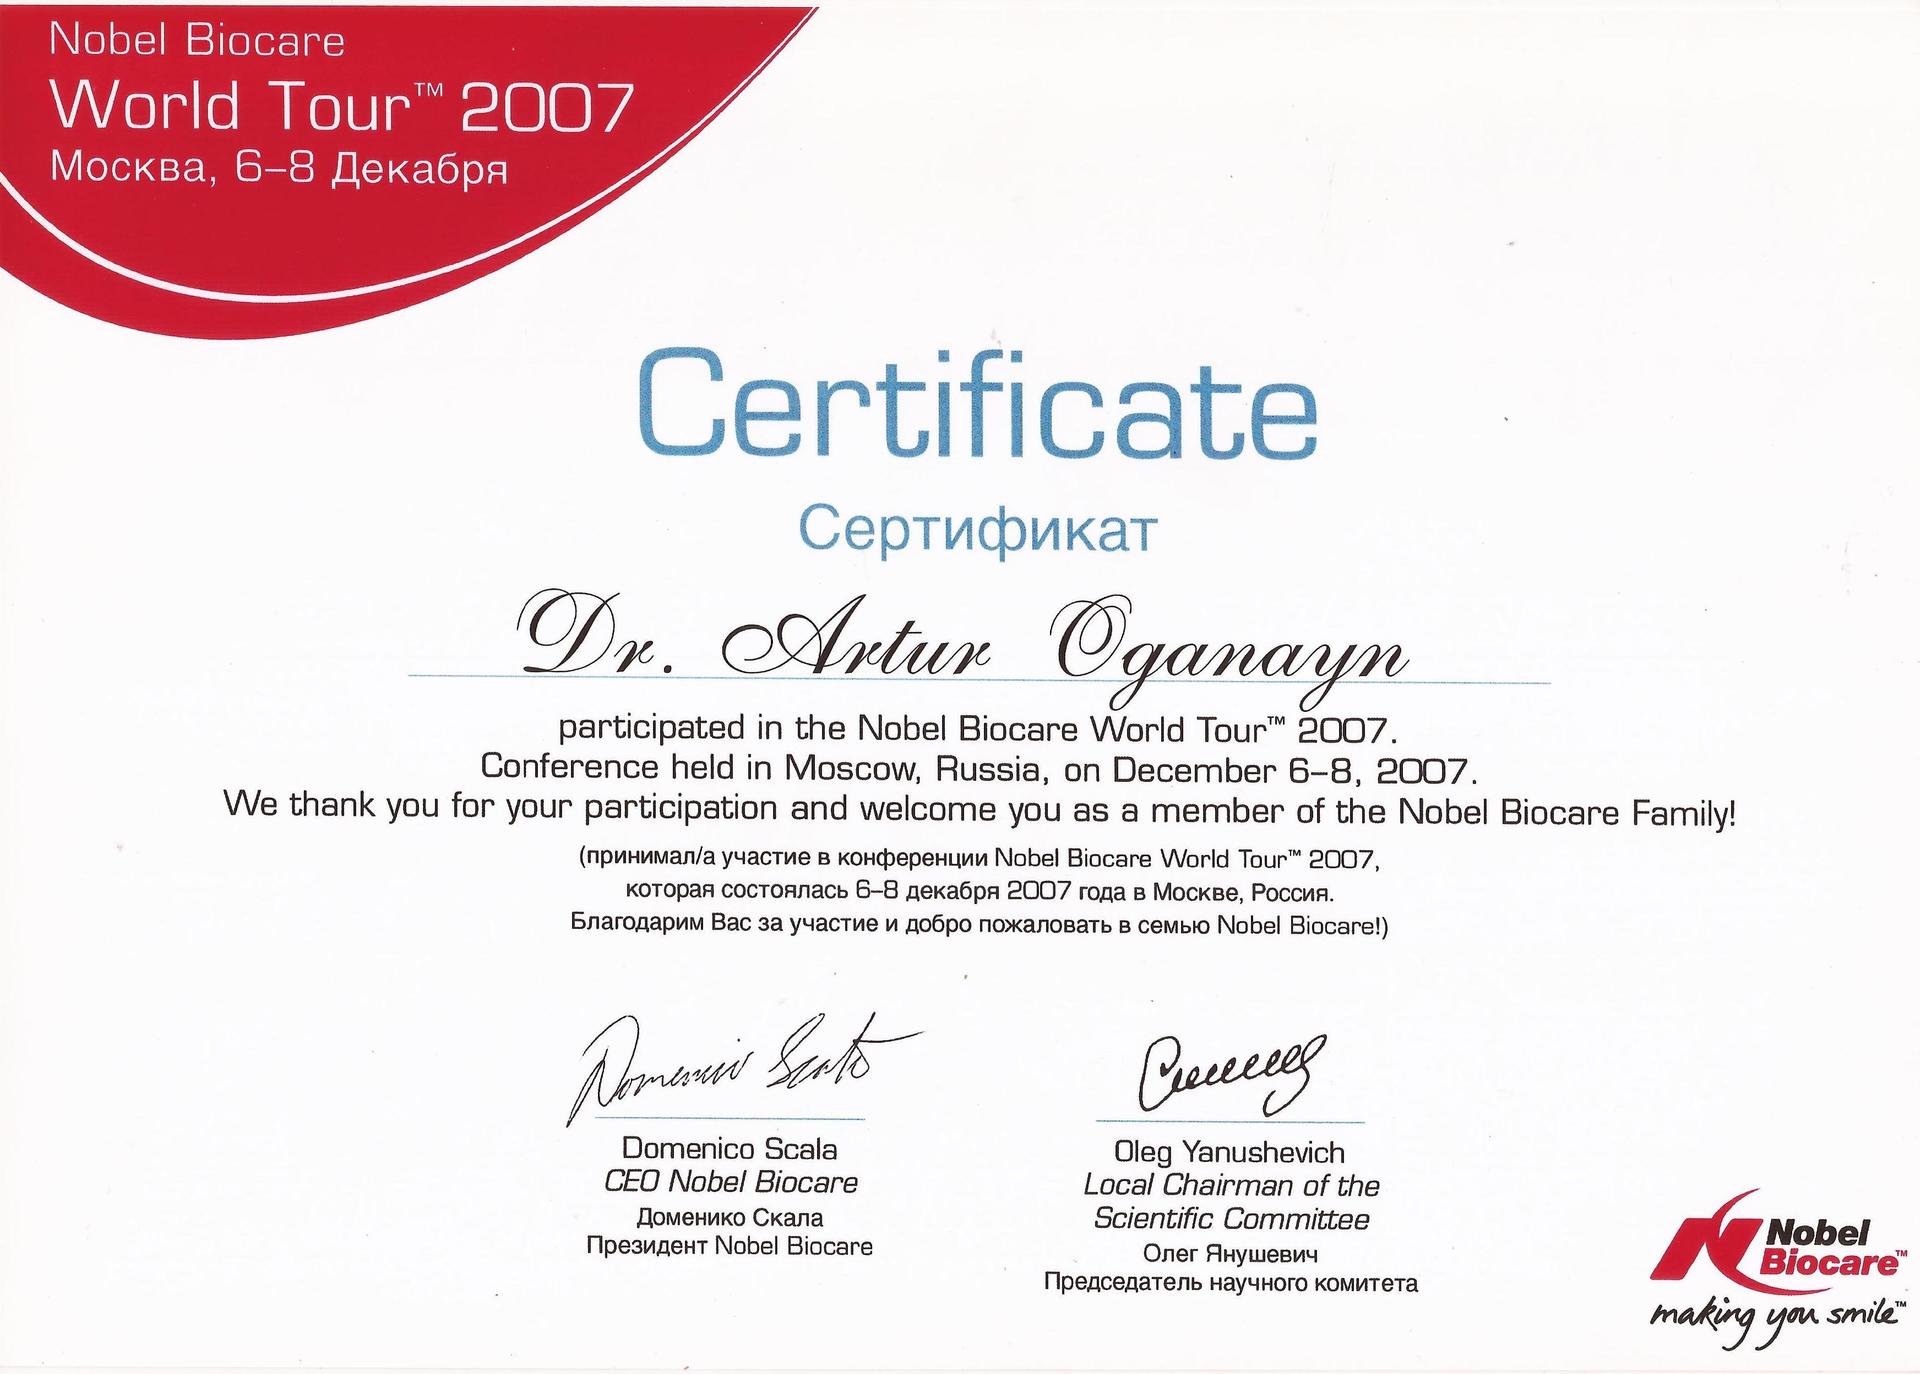 Nobel Biocare
World Tour™ 2007
Москва, 6–8 Декабря
Certificate
Сертификат
Dr. Artur Oganayn
participated in the Nobel Biocare World Tour™ 2007.
Conference held in Moscow, Russia, on December 6–8, 2007.
We thank you for your participation and welcome you as a member of the Nobel Biocare Family!
(принимал/а участие в конференции Nobel Biocare World Tour™ 2007,
которая состоялась 6–8 декабря 2007 года в Москве, Россия.
Благодарим Вас за участие и добро пожаловать в семью Nobel Biocare!)
Domenico Scala
Domenico Scala
CEO Nobel Biocare
Доменико Скала
Президент Nobel Biocare
Oleg Yanushevich
Local Chairman of the
Scientific Committee
Олег Янушевич
Председатель научного комитета
Nobel
Biocare™
making you smile™